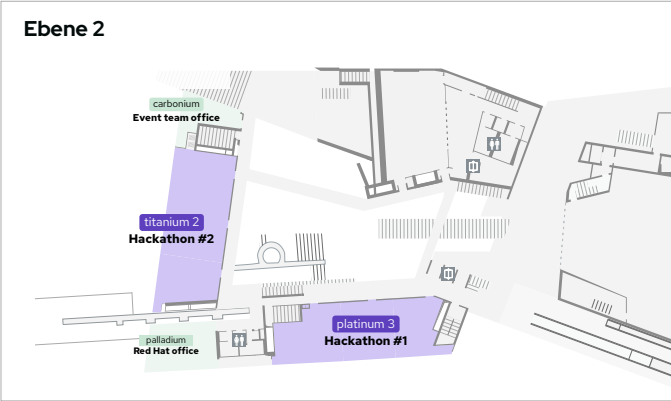 Ebene 2
carbonium
Event team office
titanium 2
Hackathon #2
platinum 3
Hackathon #1
palladium
Red Hat office